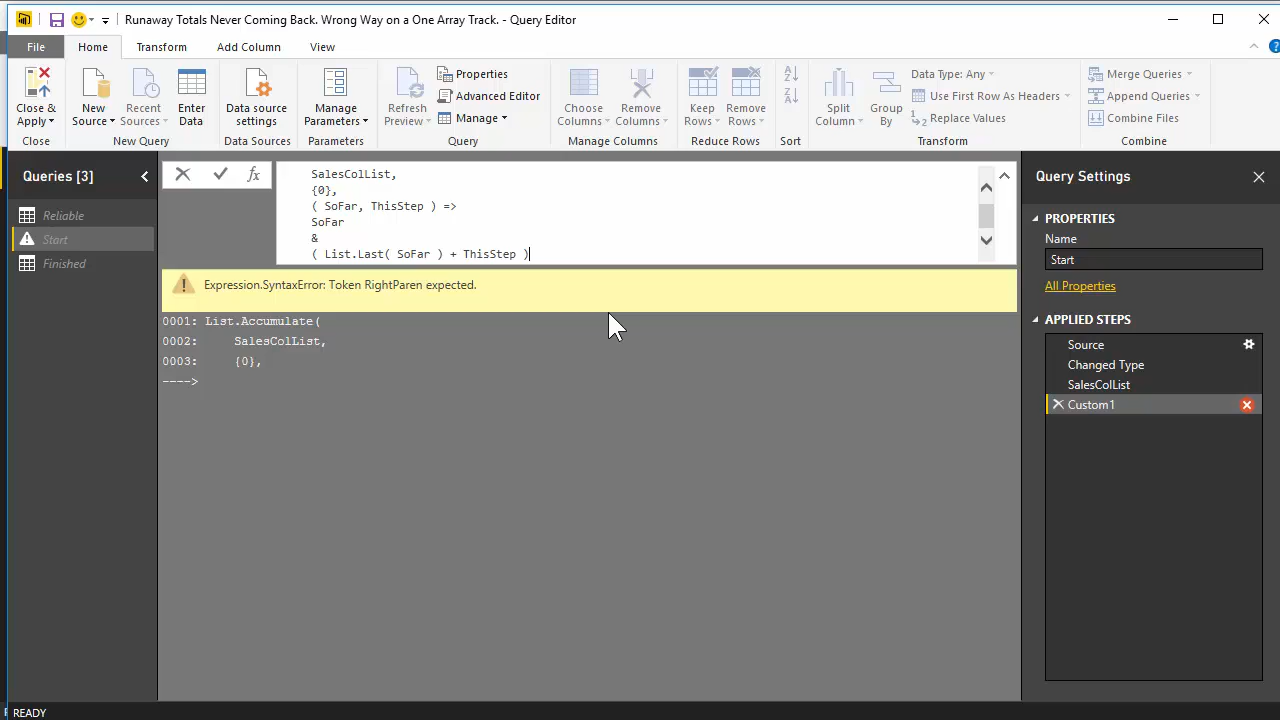 Runaway Totals Never Coming Back. Wrong Way on a One Array Track. - Query Editor
File Home Transform Add Column View
Close & Apply
New Source
Recent Sources
Enter Data
Data source settings
Manage Parameters
Refresh Preview
Properties
Advanced Editor
Manage
Choose Columns
Remove Columns
Keep Rows
Remove Rows
Split Column
Group By
Data Type: Any
Use First Row As Headers
Replace Values
Merge Queries
Append Queries
Combine Files
Close New Query Data Sources Parameters Query Manage Columns Reduce Rows Sort Transform Combine
Queries [3]
Reliable
Start
Finished
fx
SalesColList,
{0},
( SoFar, ThisStep ) =>
SoFar
&
( List.Last( SoFar ) + ThisStep )
Expression.SyntaxError: Token RightParen expected.
0001: List.Accumulate(
0002: SalesColList,
0003: {0},
---->
Query Settings
PROPERTIES
Name
Start
All Properties
APPLIED STEPS
Source
Changed Type
SalesColList
Custom1
READY